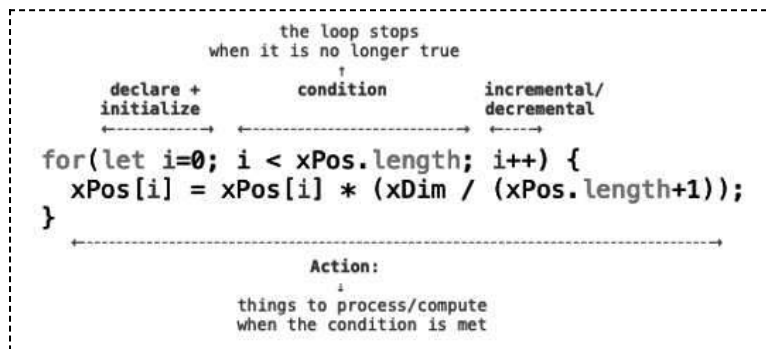 the loop stops
when it is no longer true
declare + condition incremental/
initialize decremental
for(let i=0; i < xPos.length; i++) {
xPos[i] = xPos[i] * (xDim / (xPos.length+1));
}
Action:
things to process/compute
when the condition is met